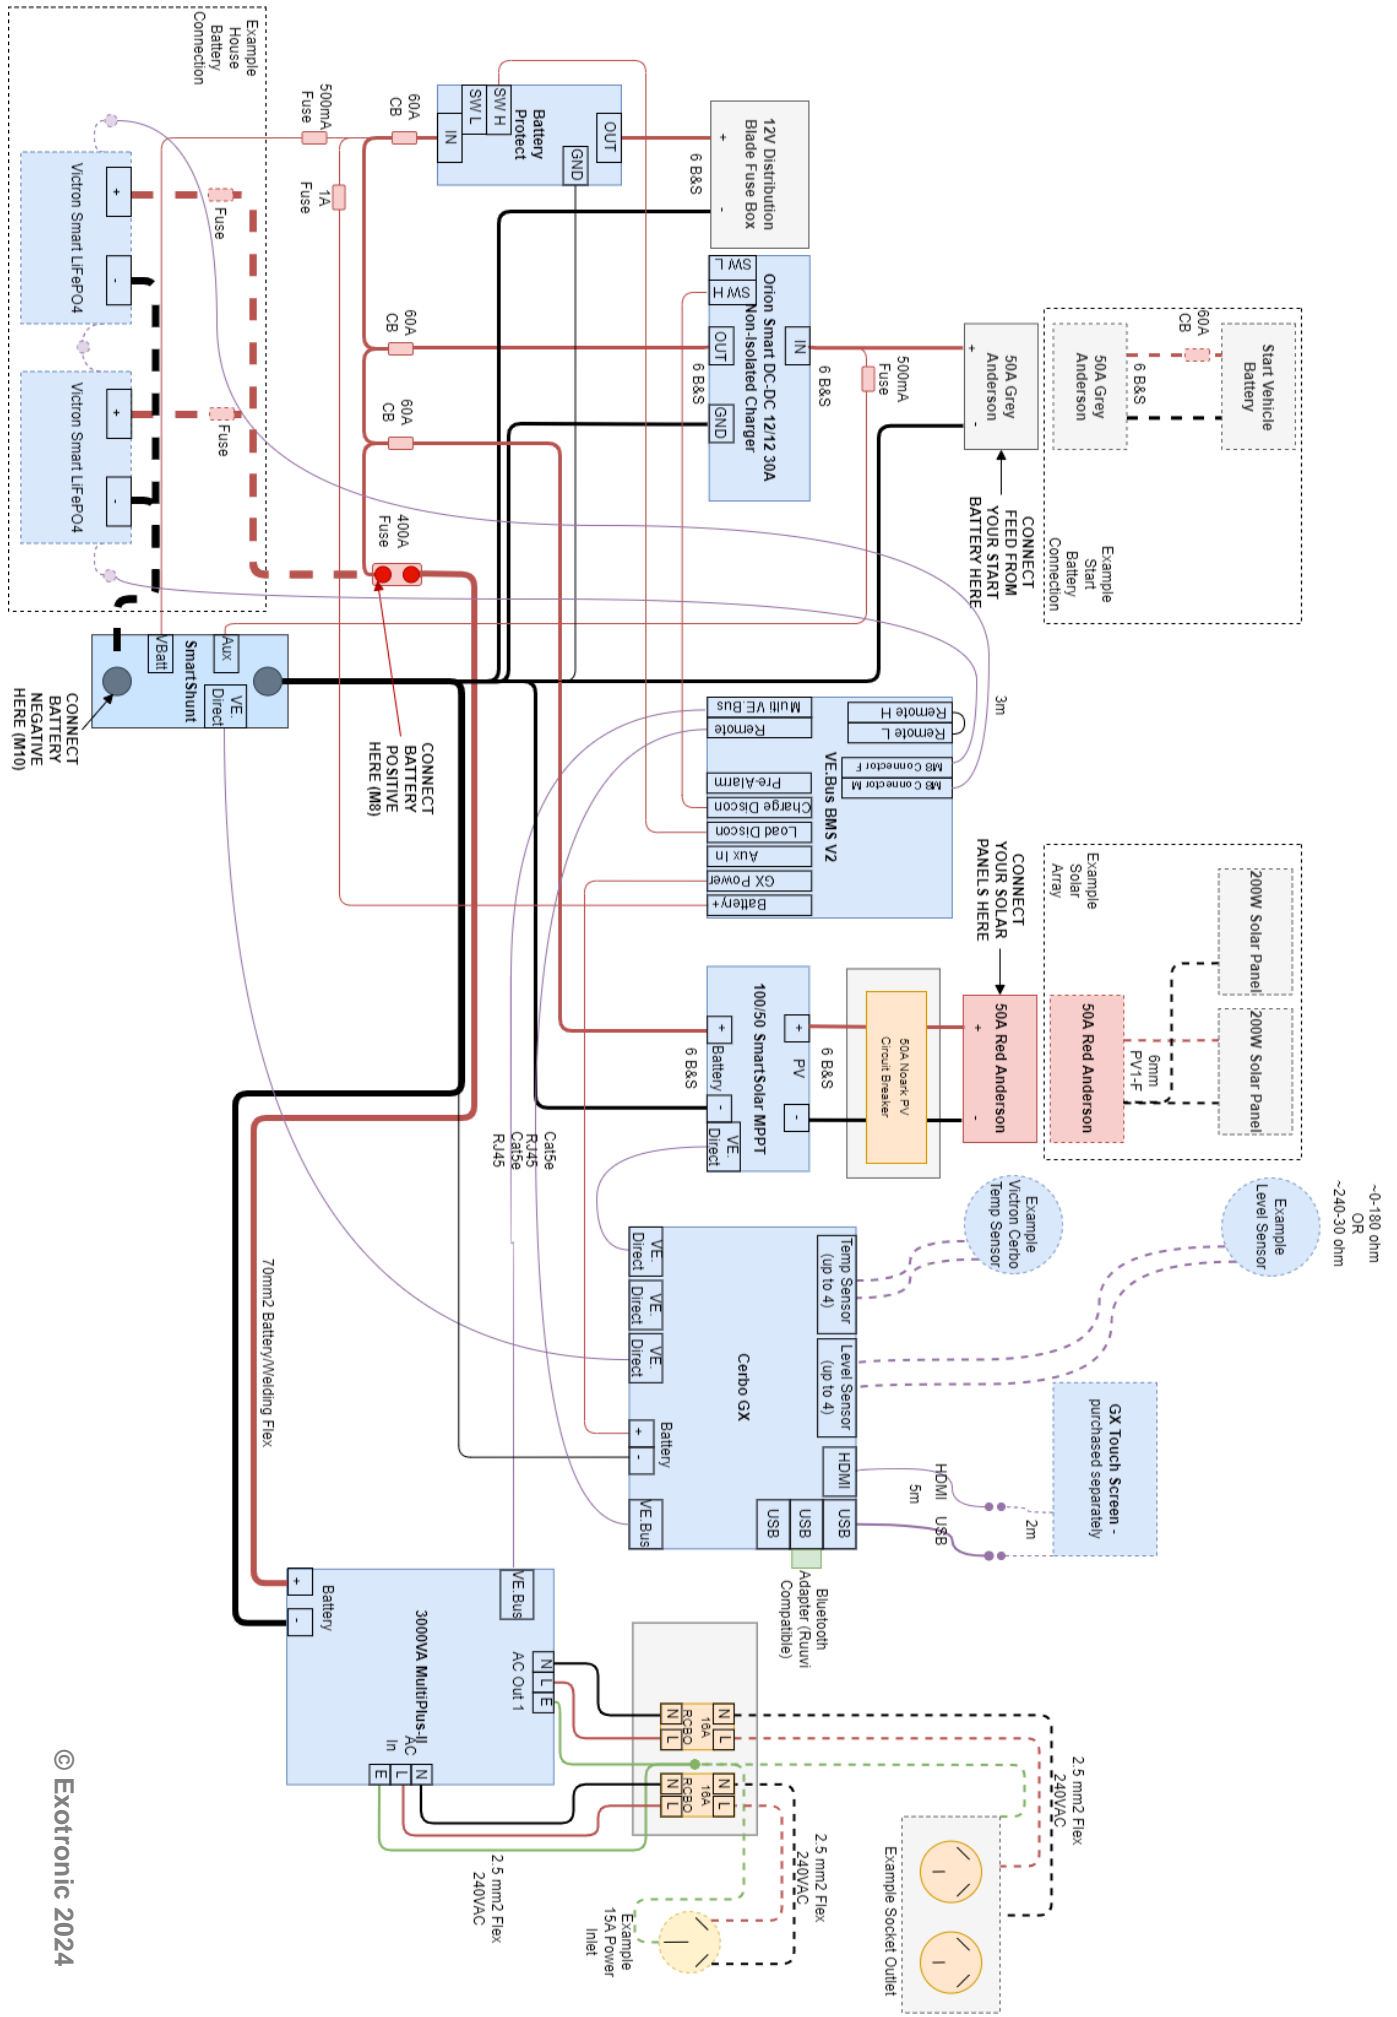 Example
House
Battery
Connection
Victron Smart LiFePO4
+
-
Fuse
Victron Smart LiFePO4
+
-
Fuse
500mA
Fuse
1A
Fuse
60A
CB
60A
CB
60A
CB
400A
Fuse
Battery
Protect
IN
SW L
SW H
GND
OUT
12V Distribution
Blade Fuse Box
+
-
6 B&S
Orion Smart DC-DC 12/12 30A
Non-Isolated Charger
SW L
SW H
OUT
GND
IN
6 B&S
6 B&S
500mA
Fuse
50A Grey
Anderson
+
-
50A Grey
Anderson
6 B&S
60A
CB
Start Vehicle
Battery
Example
Start
Battery
Connection
CONNECT
FEED FROM
YOUR START
BATTERY HERE
SmartShunt
VBatt
Aux
VE.
Direct
CONNECT
BATTERY
NEGATIVE
HERE (M10)
CONNECT
BATTERY
POSITIVE
HERE (M8)
VE.Bus BMS V2
Multi VE.Bus
Remote
Pre-Alarm
Charge Discon
Load Discon
Aux In
GX Power
Battery+
Remote H
Remote L
M8 Connector F
M8 Connector M
3m
CONNECT
YOUR SOLAR
PANELS HERE
Example
Solar
Array
200W Solar Panel
200W Solar Panel
6mm
PV1-F
50A Red Anderson
50A Red Anderson
+
-
50A Noark PV
Circuit Breaker
6 B&S
100/50 SmartSolar MPPT
+
PV
-
+
Battery
-
VE.
Direct
6 B&S
Cat5e
RJ45
Cat5e
RJ45
Example
Victron Cerbo
Temp Sensor
Example
Level Sensor
~0-180 ohm
OR
~240-30 ohm
Cerbo GX
VE.
Direct
VE.
Direct
VE.
Direct
Battery
+
-
VE.Bus
Temp Sensor
(up to 4)
Level Sensor
(up to 4)
HDMI
USB
USB
USB
HDMI
5m
USB
2m
GX Touch Screen -
purchased separately
Bluetooth
Adapter (Ruuvi
Compatible)
70mm2 Battery/Welding Flex
3000VA MultiPlus-II
+
-
Battery
VE.Bus
AC Out 1
N
L
E
AC
In
N
L
E
N
L
16A
RCBO
N
L
N
L
16A
RCBO
N
L
2.5 mm2 Flex
240VAC
2.5 mm2 Flex
240VAC
2.5 mm2 Flex
240VAC
Example
15A Power
Inlet
Example Socket Outlet
© Exotronic 2024